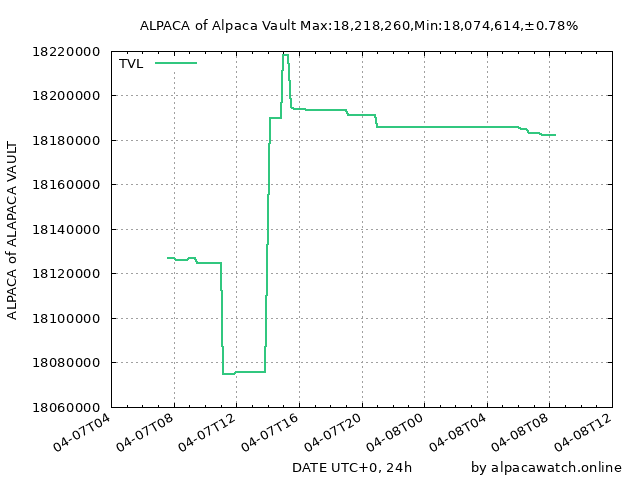 ALPACA of Alpaca Vault Max:18,218,260,Min:18,074,614,±0.78%
TVL
ALPACA of ALAPACA VAULT
18220000
18200000
18180000
18160000
18140000
18120000
18100000
18080000
18060000
04-07T04
04-07T08
04-07T12
04-07T16
04-07T20
04-08T00
04-08T04
04-08T08
04-08T12
DATE UTC+0, 24h
by alpacawatch.online